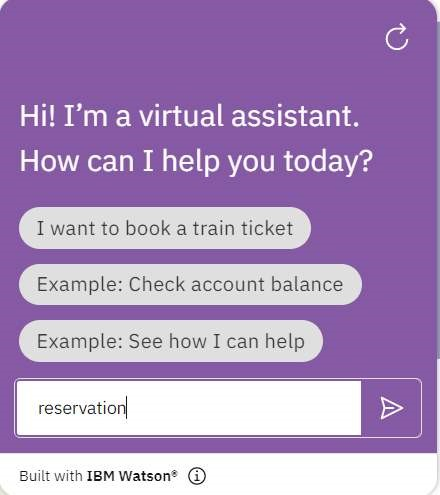 Hi! I’m a virtual assistant.
How can I help you today?
I want to book a train ticket
Example: Check account balance
Example: See how I can help
reservation
Built with IBM Watson®